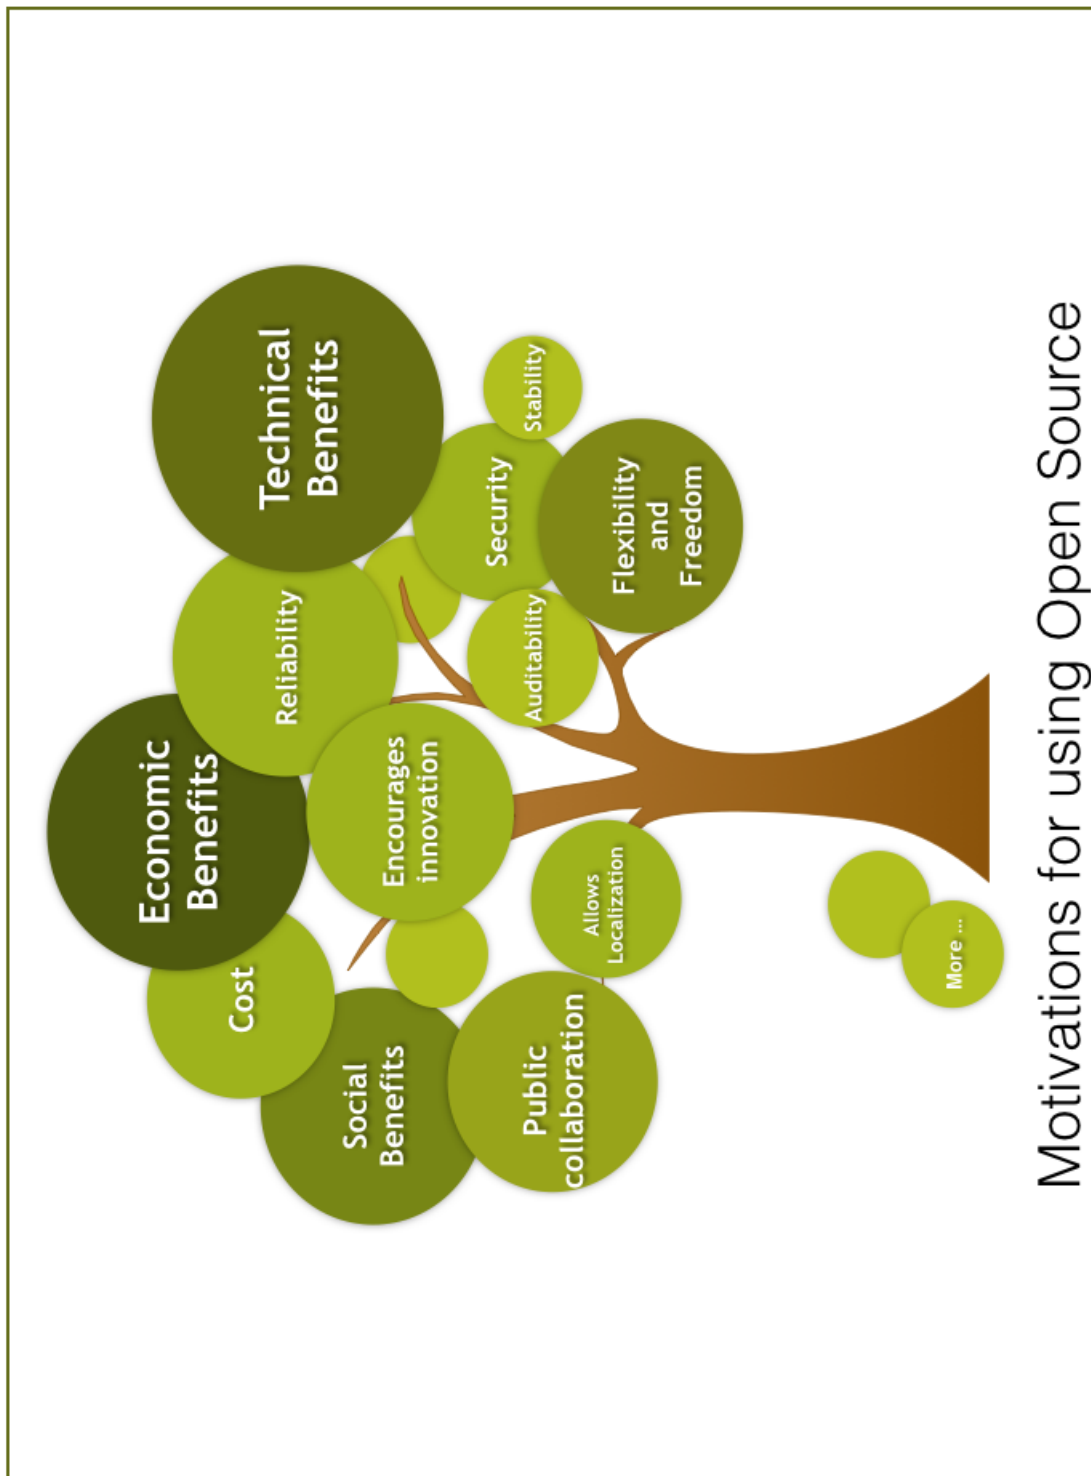 Economic
Benefits
Technical
Benefits
Reliability
Cost
Social
Benefits
Encourages
innovation
Security
Stability
Auditability
Flexibility
and
Freedom
Public
collaboration
Allows
Localization
More ...
Motivations for using Open Source